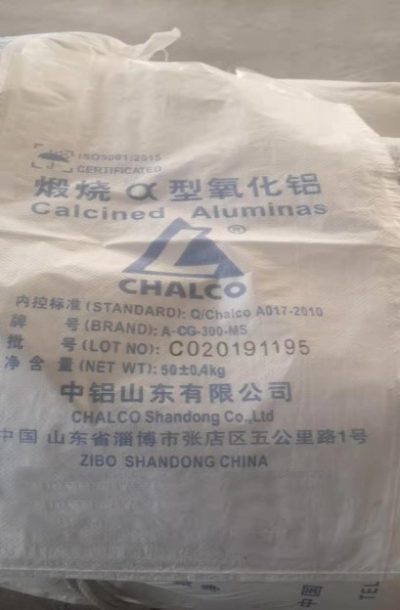 ISO9001:2015
CERTIFICATED
煅烧 α 型氧化铝
Calcined Aluminas
®
CHALCO
内控标准 (STANDARD): Q/Chalco A017-2010
牌 号 (BRAND): A-CG-300-MS
批 号 (LOT NO): C020191195
净 含 量 (NET WT): 50±0.4kg
中铝山东有限公司
CHALCO Shandong Co.,Ltd
中国 山东省淄博市张店区五公里路1号
ZIBO SHANDONG CHINA
中国
TEL